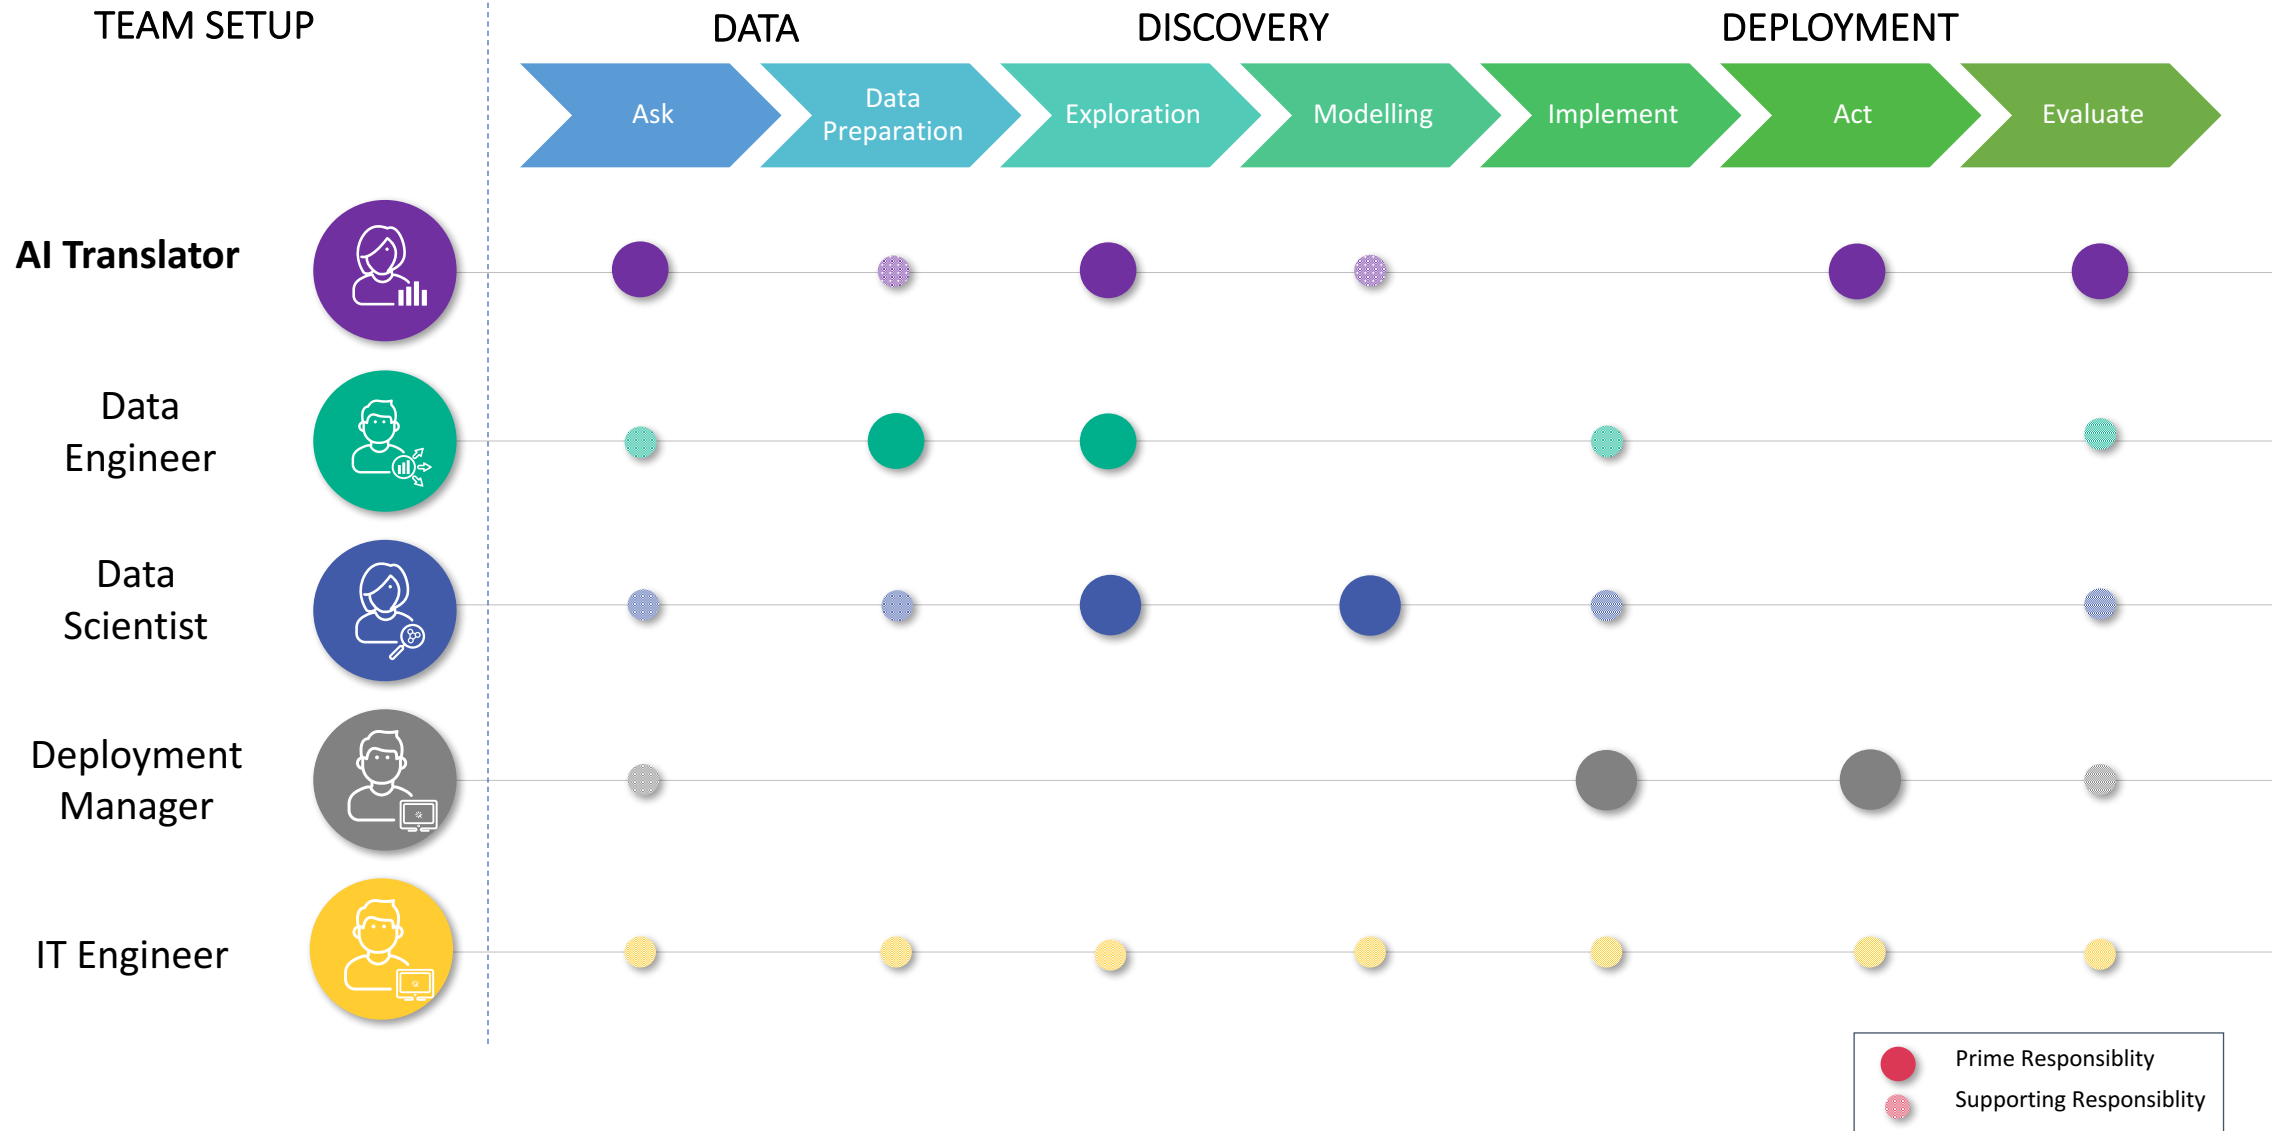 TEAM SETUP
DATA
DISCOVERY
DEPLOYMENT
Ask
Data
Preparation
Exploration
Modelling
Implement
Act
Evaluate
AI Translator
Data
Engineer
Data
Scientist
Deployment
Manager
IT Engineer
Prime Responsiblity
Supporting Responsiblity